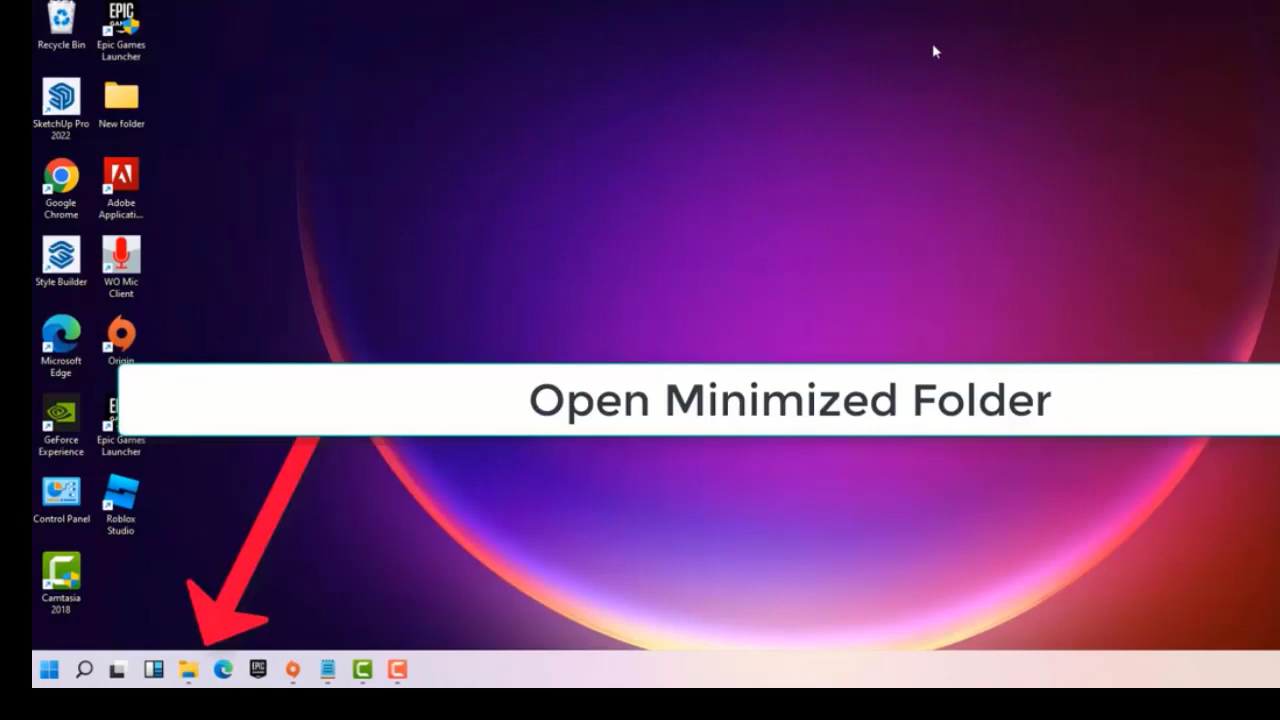 EPIC
Recycle Bin
Epic Games
Launcher
SketchUp Pro
2022
New folder
Google
Chrome
Adobe
Applicati...
Style Builder
WO Mic
Client
Microsoft
Edge
Origin
Open Minimized Folder
GeForce
Experience
Epic Games
Launcher
Control Panel
Roblox
Studio
Camtasia
2018
EPIC